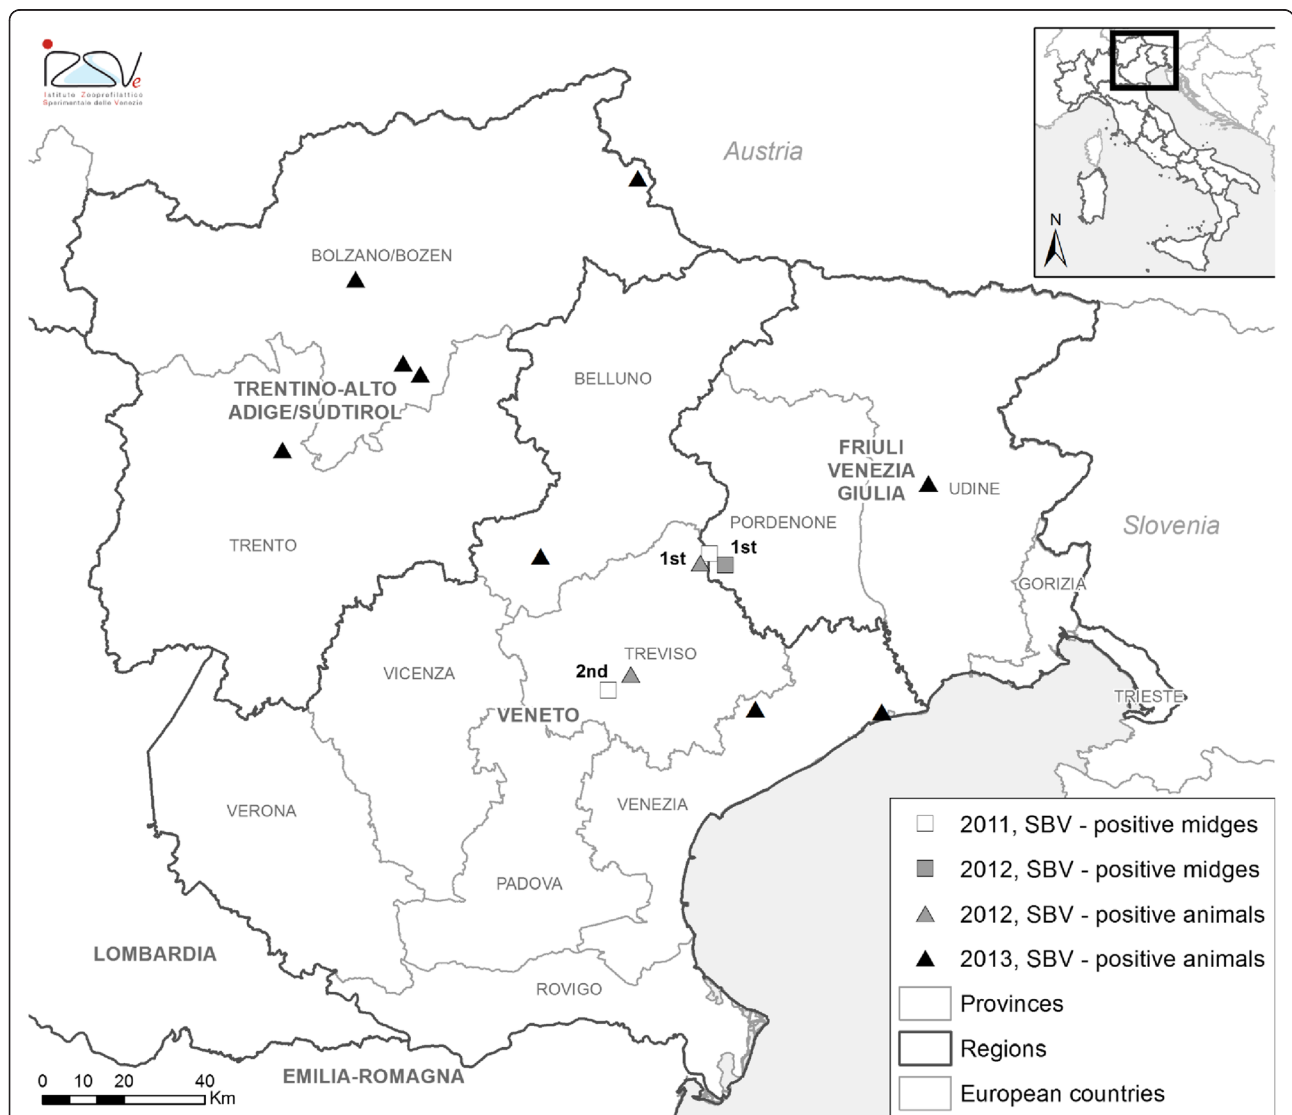 IZSVe
Istituto Zooprofilattico
Sperimentale delle Venezie
Austria
N
BOLZANO/BOZEN
TRENTINO-ALTO
ADIGE/SÜDTIROL
BELLUNO
FRIULI
VENEZIA
GIULIA
UDINE
PORDENONE
Slovenia
TRENTO
1st
1st
GORIZIA
TREVISO
VICENZA
2nd
VENETO
TRIESTE
VERONA
VENEZIA
PADOVA
LOMBARDIA
ROVIGO
EMILIA-ROMAGNA
0 10 20 40
Km
2011, SBV - positive midges
2012, SBV - positive midges
2012, SBV - positive animals
2013, SBV - positive animals
Provinces
Regions
European countries